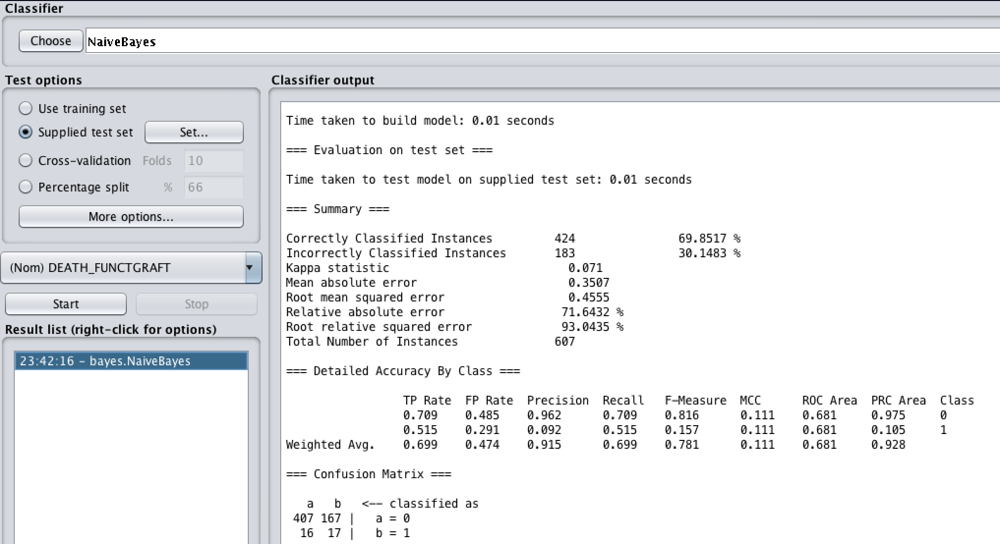 Classifier
Choose NaiveBayes
Test options
Use training set
Supplied test set Set...
Cross-validation Folds 10
Percentage split % 66
More options...
(Nom) DEATH_FUNCTGRAFT
Start Stop
Result list (right-click for options)
23:42:16 - bayes.NaiveBayes
Classifier output
Time taken to build model: 0.01 seconds
=== Evaluation on test set ===
Time taken to test model on supplied test set: 0.01 seconds
=== Summary ===
Correctly Classified Instances 424 69.8517 %
Incorrectly Classified Instances 183 30.1483 %
Kappa statistic 0.071
Mean absolute error 0.3507
Root mean squared error 0.4555
Relative absolute error 71.6432 %
Root relative squared error 93.0435 %
Total Number of Instances 607
=== Detailed Accuracy By Class ===
TP Rate FP Rate Precision Recall F-Measure MCC ROC Area PRC Area Class
0.709 0.485 0.962 0.709 0.816 0.111 0.681 0.975 0
0.515 0.291 0.092 0.515 0.157 0.111 0.681 0.105 1
Weighted Avg. 0.699 0.474 0.915 0.699 0.781 0.111 0.681 0.928
=== Confusion Matrix ===
a b <-- classified as
407 167 | a = 0
16 17 | b = 1